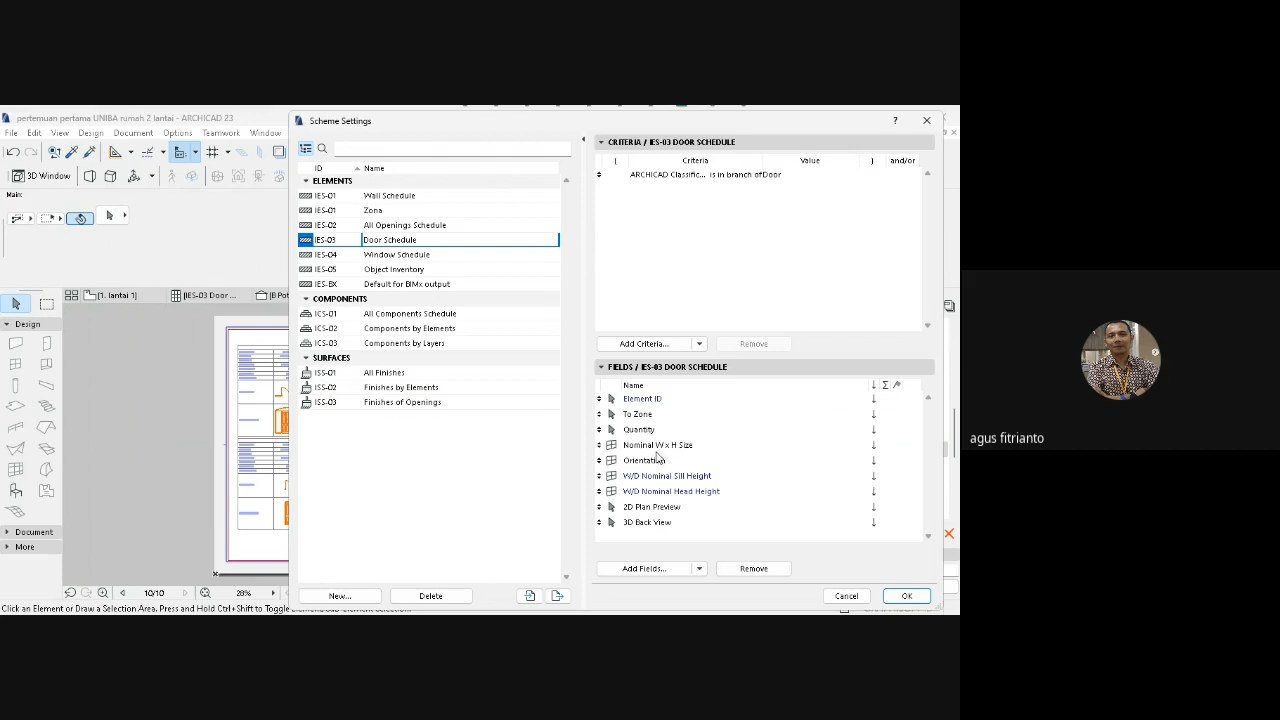 pertemuan pertama UNIBA rumah 2 lantai - ARCHICAD 23
File Edit View Design Document Options Teamwork Window
3D Window
Main:
[1. lantai 1]
[IES-03 Door ...
Design
Document
More
10/10
28%
Click an Element or Draw a Selection Area. Press and Hold Ctrl+Shift to Toggle
Scheme Settings
?
ID Name
ELEMENTS
IES-01 Wall Schedule
IES-01 Zona
IES-02 All Openings Schedule
IES-03 Door Schedule
IES-04 Window Schedule
IES-05 Object Inventory
IES-BX Default for BIMx output
COMPONENTS
ICS-01 All Components Schedule
ICS-02 Components by Elements
ICS-03 Components by Layers
SURFACES
ISS-01 All Finishes
ISS-02 Finishes by Elements
ISS-03 Finishes of Openings
New...
Delete
CRITERIA / IES-03 DOOR SCHEDULE
( Criteria Value ) and/or
ARCHICAD Classific... is in branch of Door
Add Criteria...
Remove
FIELDS / IES-03 DOOR SCHEDULE
Name
Element ID
To Zone
Quantity
Nominal W x H Size
Orientation
W/D Nominal Sill Height
W/D Nominal Head Height
2D Plan Preview
3D Back View
Add Fields...
Remove
Cancel
OK
agus fitrianto